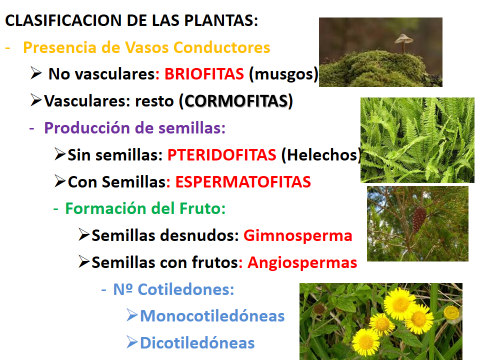 CLASIFICACION DE LAS PLANTAS:
- Presencia de Vasos Conductores
➢ No vasculares: BRIOFITAS (musgos)
➢Vasculares: resto (CORMOFITAS)
- Producción de semillas:
➢Sin semillas: PTERIDOFITAS (Helechos)
➢Con Semillas: ESPERMATOFITAS
- Formación del Fruto:
➢Semillas desnudos: Gimnosperma
➢Semillas con frutos: Angiospermas
- Nº Cotiledones:
➢Monocotiledóneas
➢Dicotiledóneas